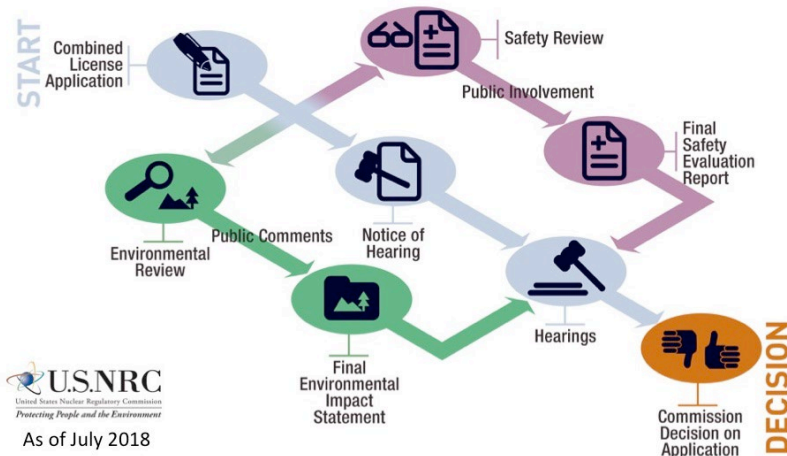 START
Combined
License
Application
Safety Review
Public Involvement
Final
Safety
Evaluation
Report
Environmental
Review
Public Comments
Notice of
Hearing
Hearings
Final
Environmental
Impact
Statement
Commission
Decision on
Application
DECISION
U.S.NRC
United States Nuclear Regulatory Commission
Protecting People and the Environment
As of July 2018